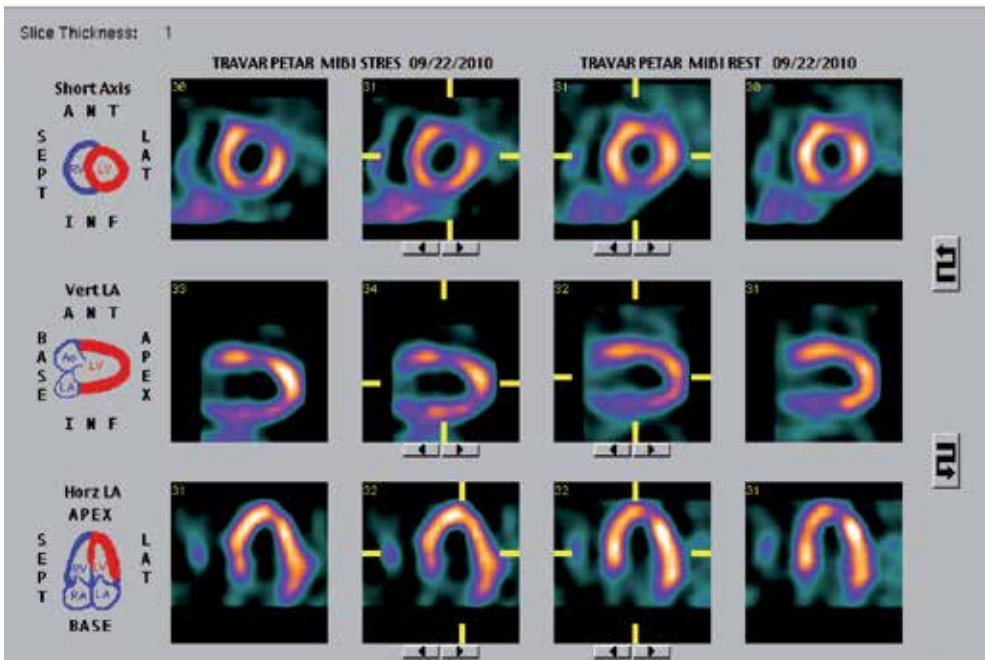 Slice Thickness: 1
TRAVAR PETAR MIBI STRES 09/22/2010
TRAVAR PETAR MIBI REST 09/22/2010
Short Axis
A N T
S E P T
L A T
RV
LV
I N F
30
31
31
30
Vert LA
A N T
B A S E
A P E X
Ao
LV
LA
I N F
33
34
32
31
Horz LA
APEX
S E P T
L A T
RV
LV
RA
LA
BASE
31
32
32
31